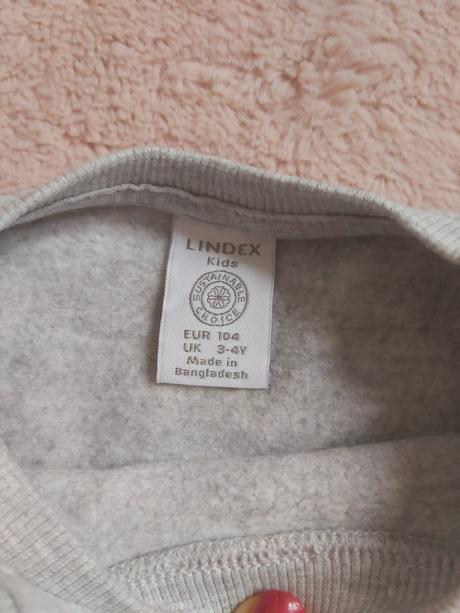 LINDEX
Kids
SUSTAINABLE
CHOICE
EUR 104
UK 3-4Y
Made in
Bangladesh